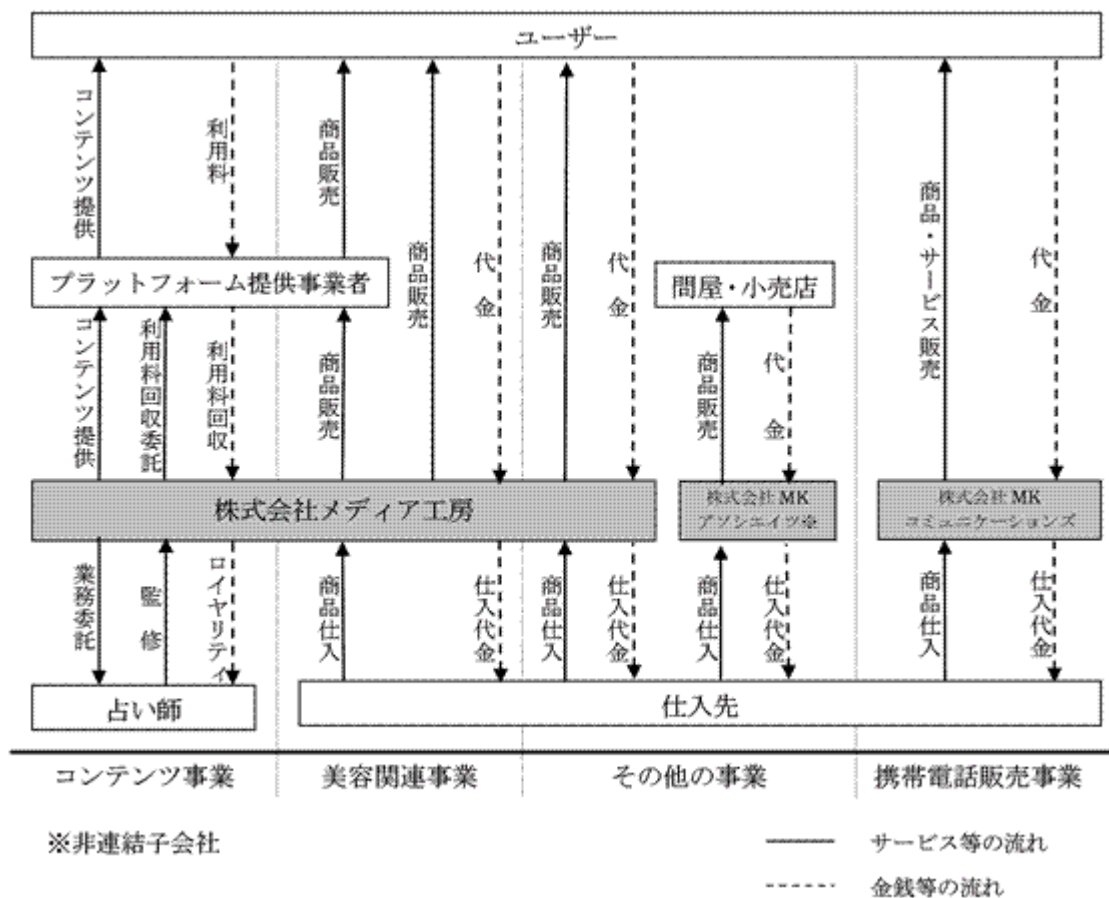 ユーザー
コンテンツ提供
利用料
商品販売
商品販売
代金
商品販売
代金
商品・サービス販売
代金
プラットフォーム提供事業者
問屋・小売店
コンテンツ提供
利用料回収委託
利用料回収
商品販売
商品販売
代金
株式会社メディア工房
株式会社MK
アソシエイツ※
株式会社MK
コミュニケーションズ
業務委託
監修
ロイヤリティ
商品仕入
仕入代金
商品仕入
仕入代金
商品仕入
仕入代金
商品仕入
仕入代金
占い師
仕入先
コンテンツ事業
美容関連事業
その他の事業
携帯電話販売事業
※非連結子会社
サービス等の流れ
金銭等の流れ